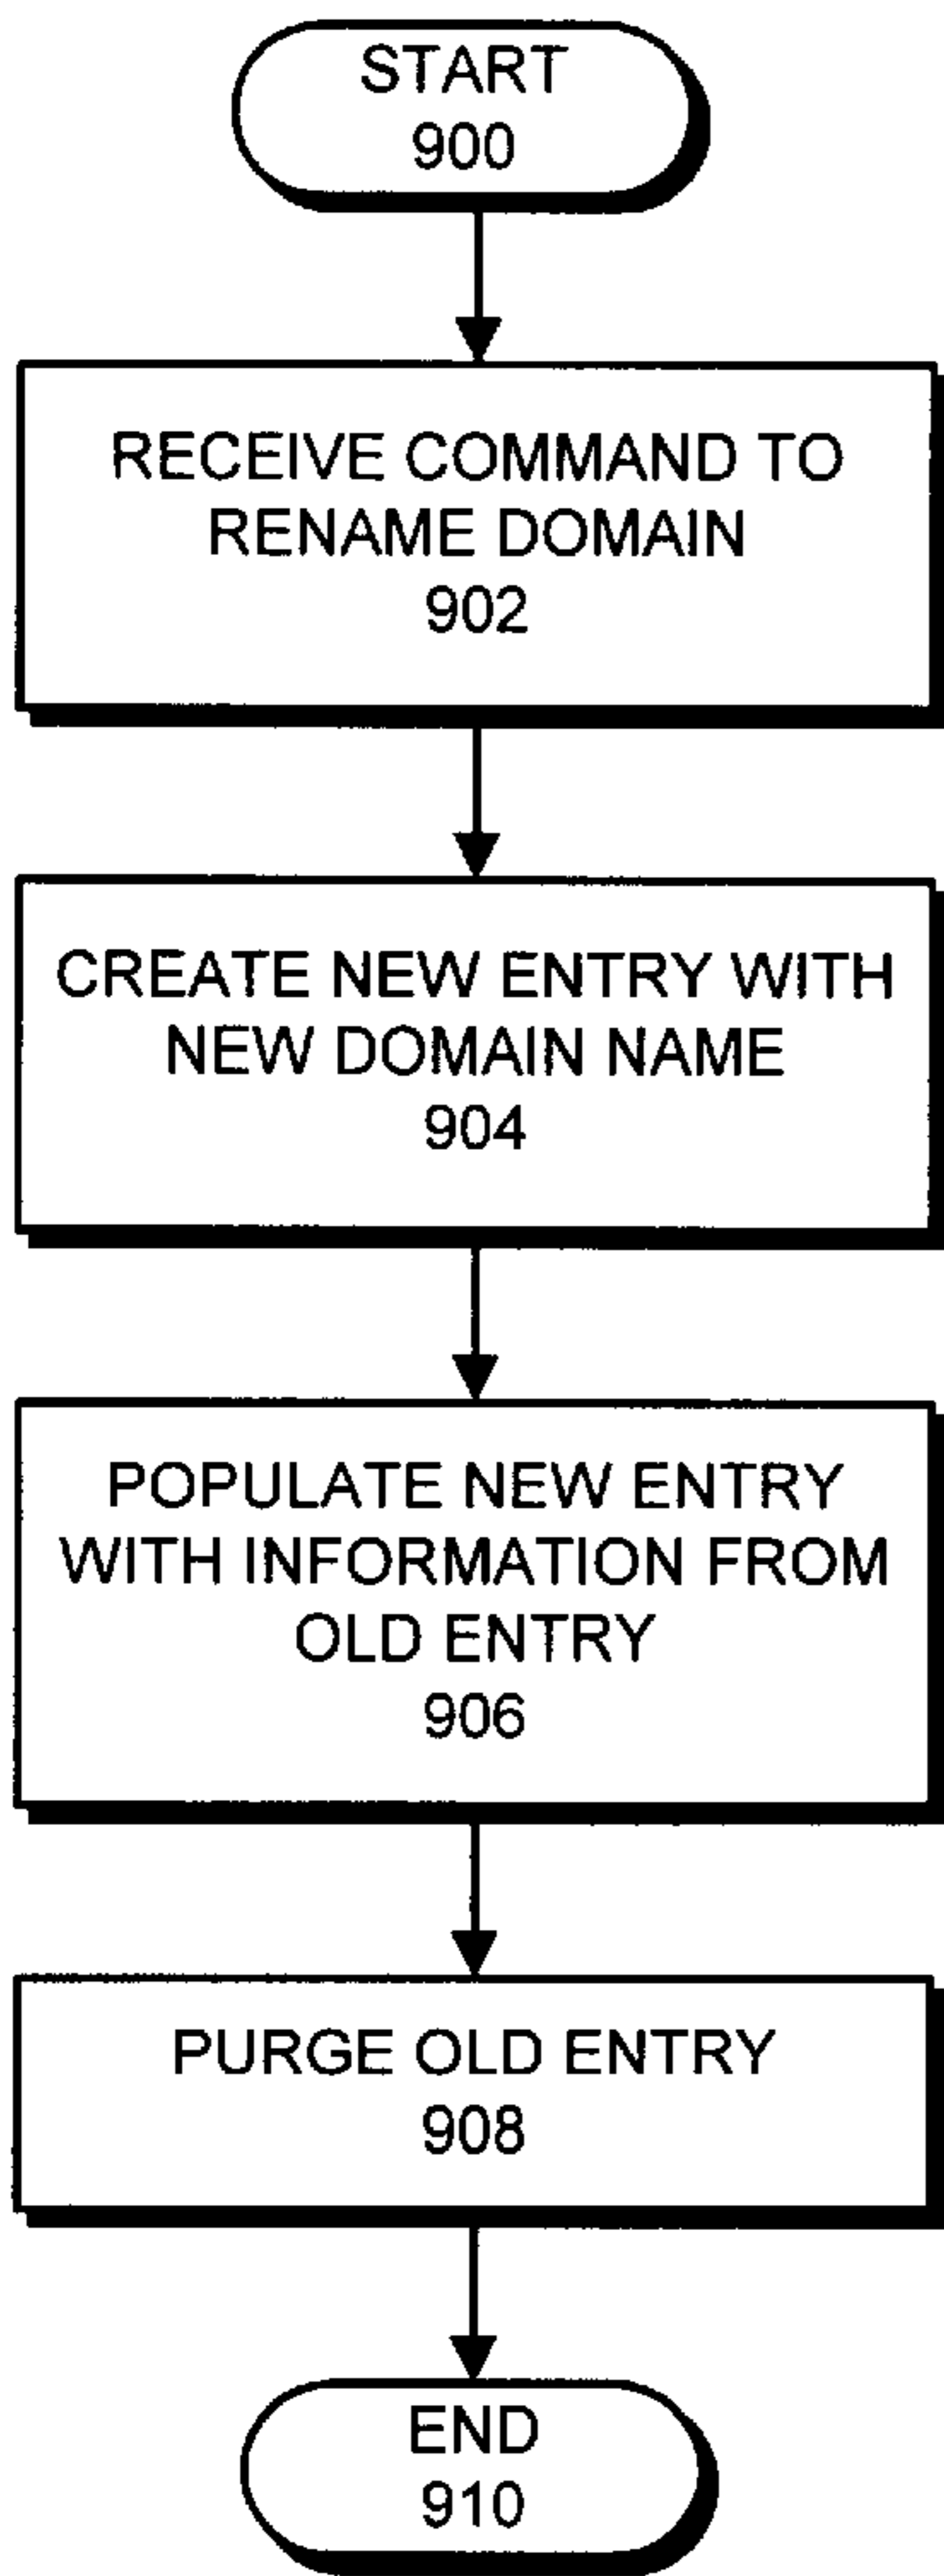 START
900
RECEIVE COMMAND TO
RENAME DOMAIN
902
CREATE NEW ENTRY WITH
NEW DOMAIN NAME
904
POPULATE NEW ENTRY
WITH INFORMATION FROM
OLD ENTRY
906
PURGE OLD ENTRY
908
END
910